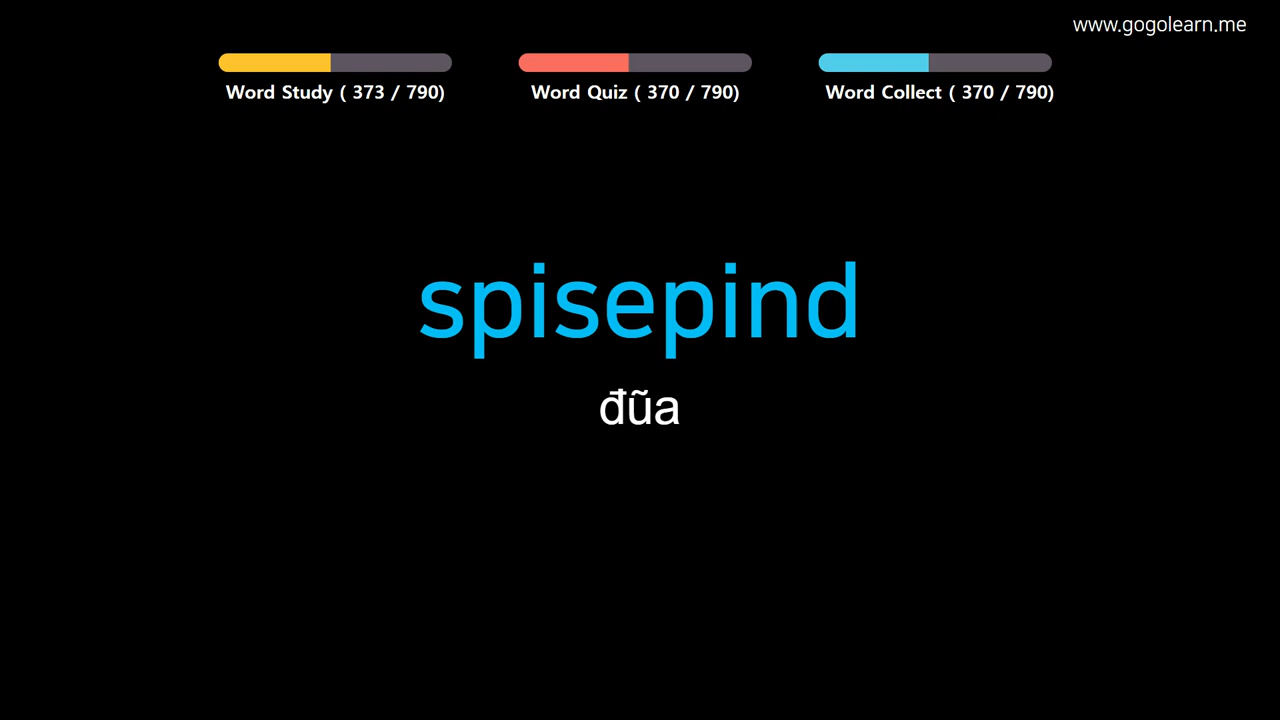 www.gogolearn.me
Word Study ( 373 / 790)
Word Quiz ( 370 / 790)
Word Collect ( 370 / 790)
spisepind
đũa